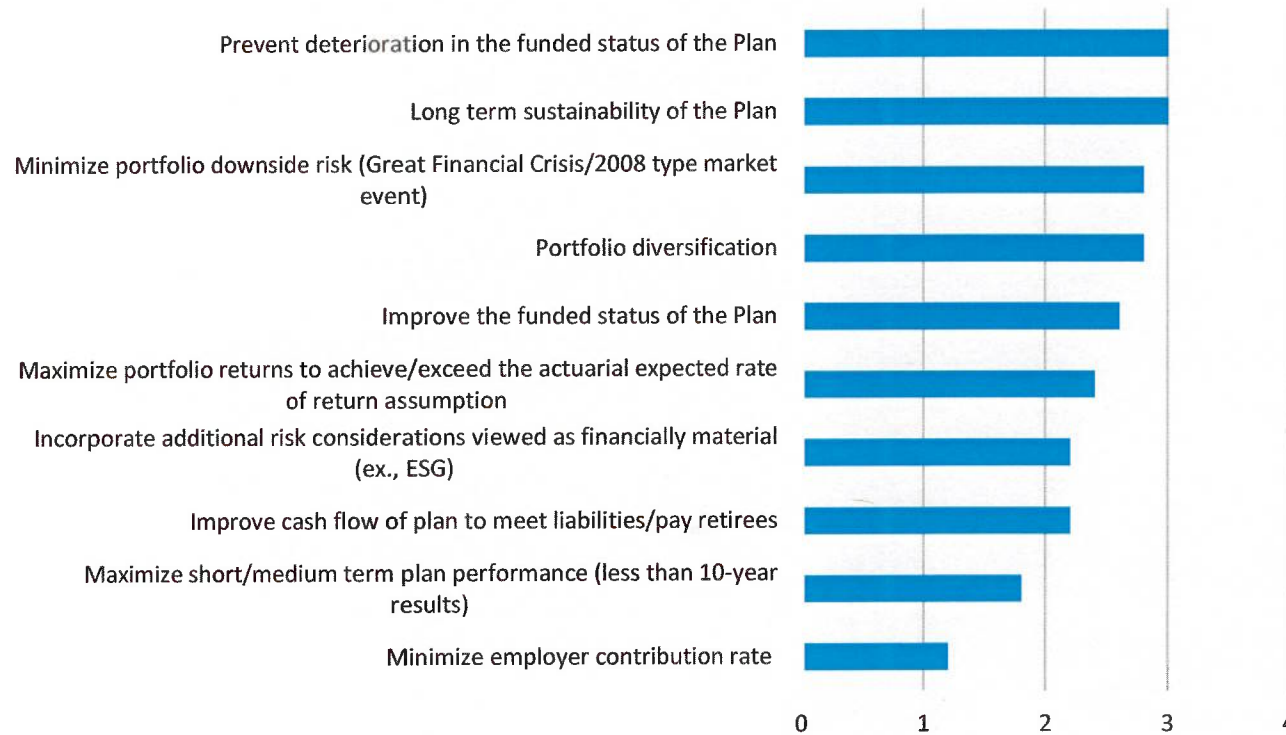 Prevent deterioration in the funded status of the Plan
Long term sustainability of the Plan
Minimize portfolio downside risk (Great Financial Crisis/2008 type market
event)
Portfolio diversification
Improve the funded status of the Plan
Maximize portfolio returns to achieve/exceed the actuarial expected rate
of return assumption
Incorporate additional risk considerations viewed as financially material
(ex., ESG)
Improve cash flow of plan to meet liabilities/pay retirees
Maximize short/medium term plan performance (less than 10-year
results)
Minimize employer contribution rate
0 1 2 3